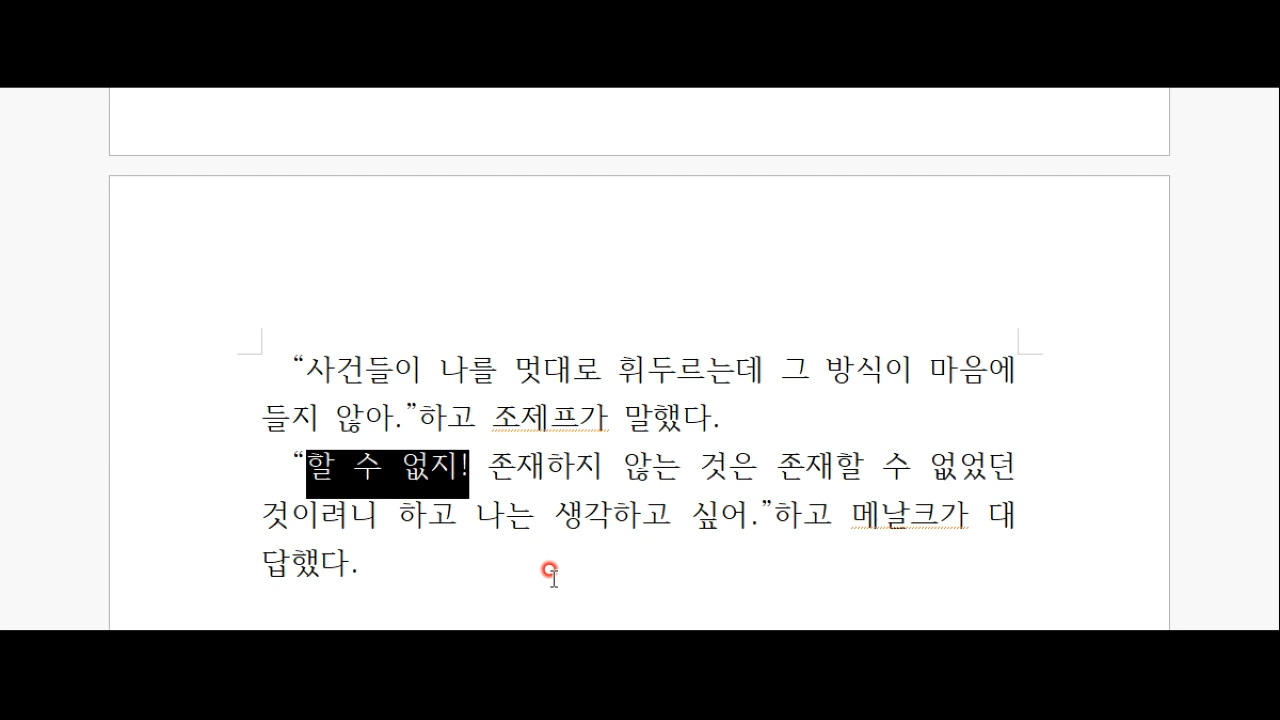 “사건들이 나를 멋대로 휘두르는데 그 방식이 마음에
들지 않아.”하고 조제프가 말했다.
“할 수 없지! 존재하지 않는 것은 존재할 수 없었던
것이려니 하고 나는 생각하고 싶어.”하고 메날크가 대
답했다.